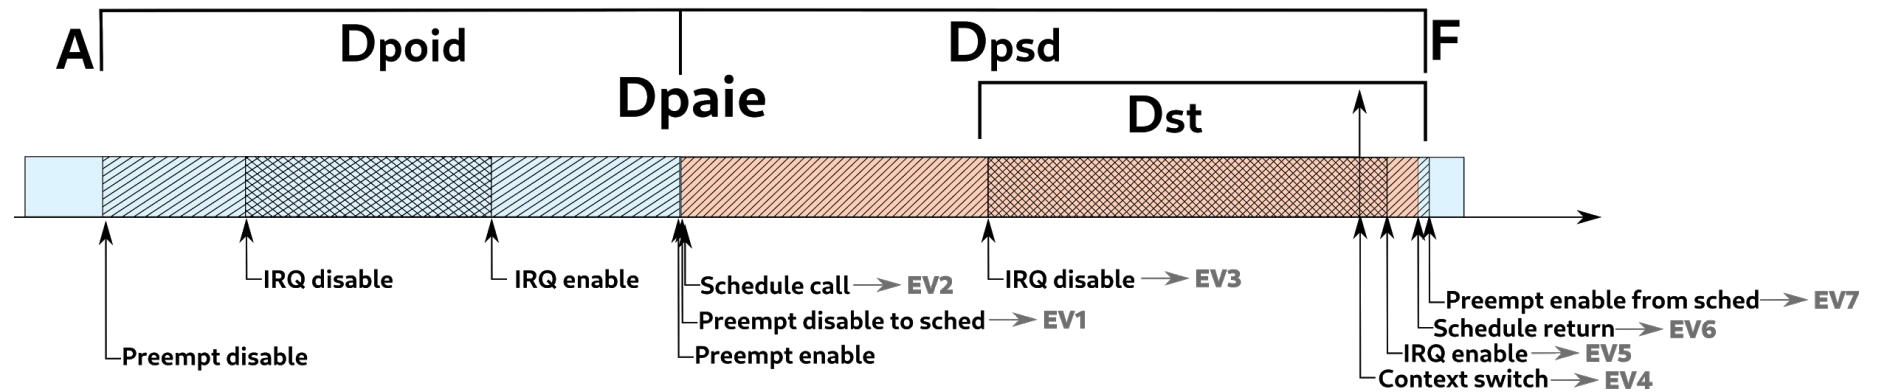 A
Dpoid
Dpsd
F
Dpaie
Dst
IRQ disable
IRQ enable
Schedule call EV2
IRQ disable EV3
Preempt disable to sched EV1
Preempt enable from sched EV7
Schedule return EV6
Preempt disable
Preempt enable
IRQ enable EV5
Context switch EV4